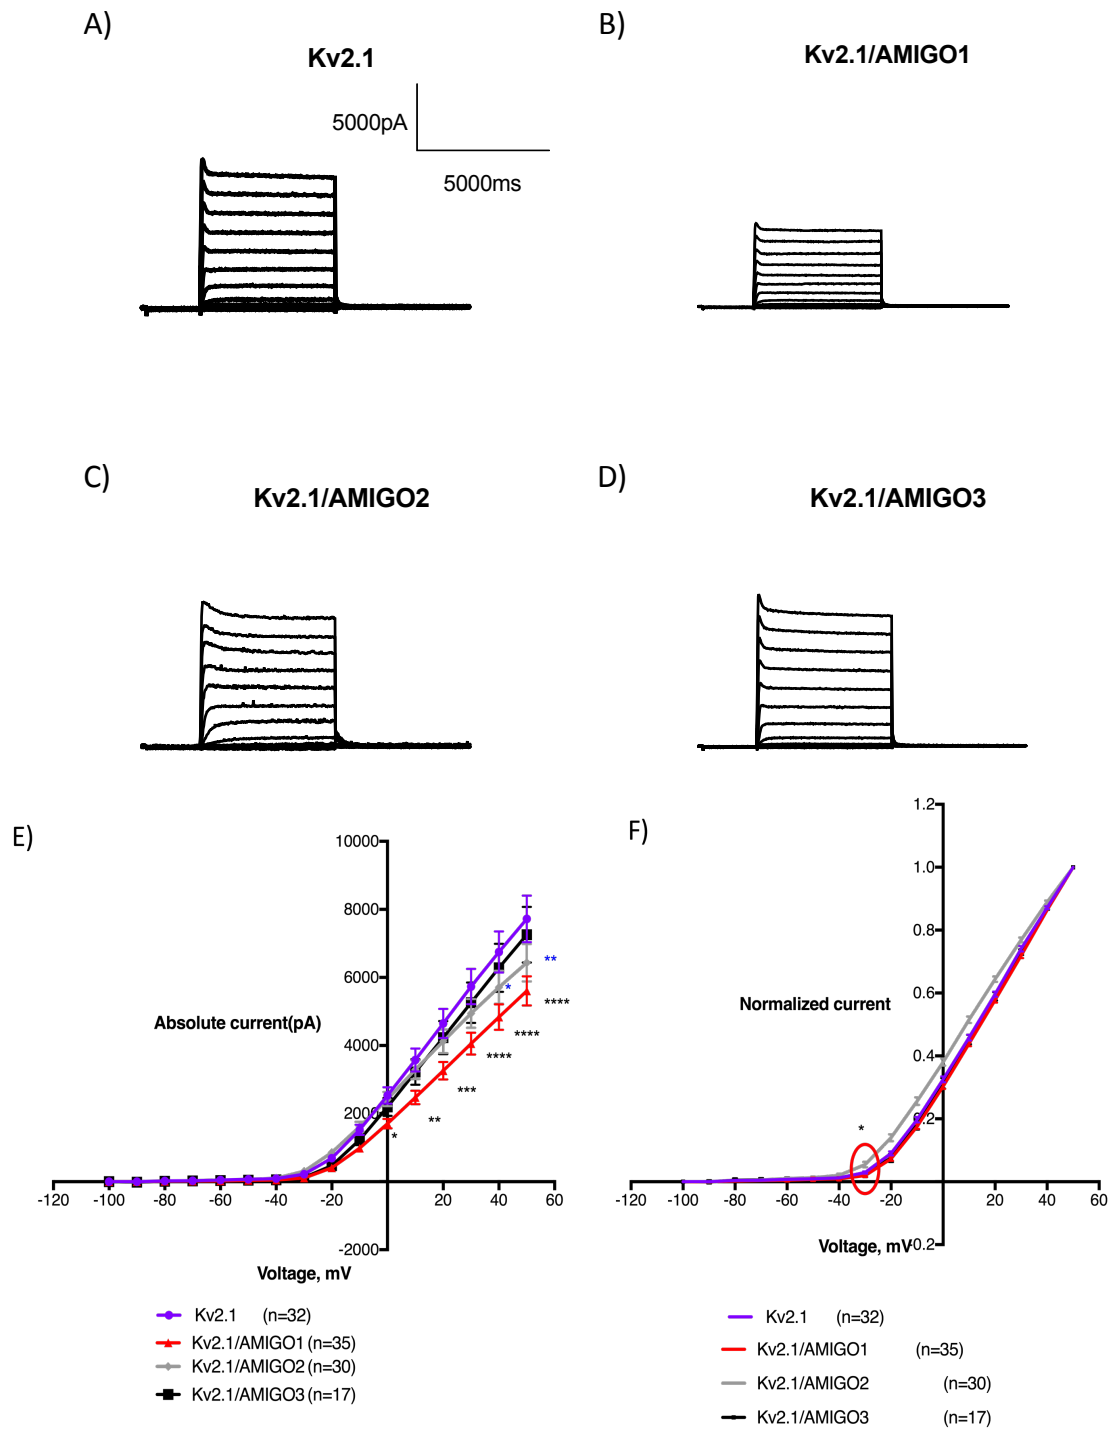 A)
B)
Kv2.1
Kv2.1/AMIGO1
5000pA
5000ms
C)
D)
Kv2.1/AMIGO2
Kv2.1/AMIGO3
E)
F)
10000
8000
6000
4000
2000
-2000
Absolute current(pA)
**
*
****
****
****
***
**
*
-120 -100 -80 -60 -40 -20 0 20 40 60
Voltage, mV
Kv2.1 (n=32)
Kv2.1/AMIGO1 (n=35)
Kv2.1/AMIGO2 (n=30)
Kv2.1/AMIGO3 (n=17)
1.2
1.0
0.8
0.6
0.4
0.2
-0.2
Normalized current
*
-120 -100 -80 -60 -40 -20 0 20 40 60
Voltage, mV
Kv2.1 (n=32)
Kv2.1/AMIGO1 (n=35)
Kv2.1/AMIGO2 (n=30)
Kv2.1/AMIGO3 (n=17)